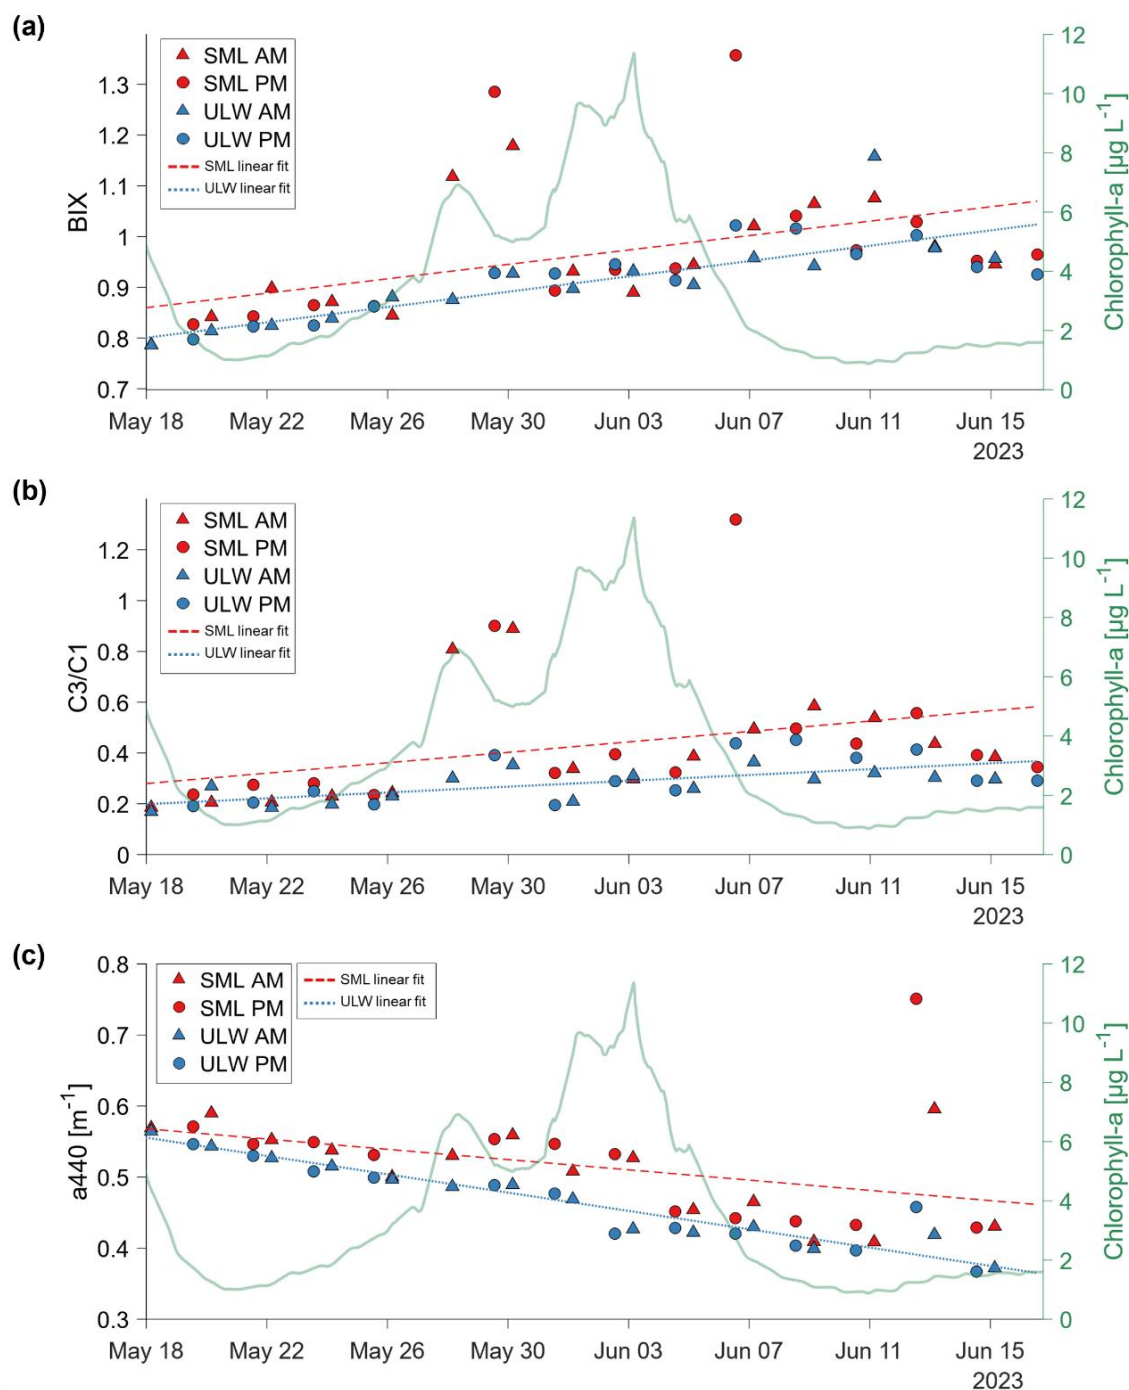 (a)
SML AM
SML PM
ULW AM
ULW PM
SML linear fit
ULW linear fit
BIX
1.3
1.2
1.1
1
0.9
0.8
0.7
12
10
8
6
4
2
0
Chlorophyll-a [µg L⁻¹]
May 18 May 22 May 26 May 30 Jun 03 Jun 07 Jun 11 Jun 15
2023
(b)
SML AM
SML PM
ULW AM
ULW PM
SML linear fit
ULW linear fit
C3/C1
1.2
1
0.8
0.6
0.4
0.2
0
12
10
8
6
4
2
0
Chlorophyll-a [µg L⁻¹]
May 18 May 22 May 26 May 30 Jun 03 Jun 07 Jun 11 Jun 15
2023
(c)
SML AM
SML PM
ULW AM
ULW PM
SML linear fit
ULW linear fit
a440 [m⁻¹]
0.8
0.7
0.6
0.5
0.4
0.3
12
10
8
6
4
2
0
Chlorophyll-a [µg L⁻¹]
May 18 May 22 May 26 May 30 Jun 03 Jun 07 Jun 11 Jun 15
2023